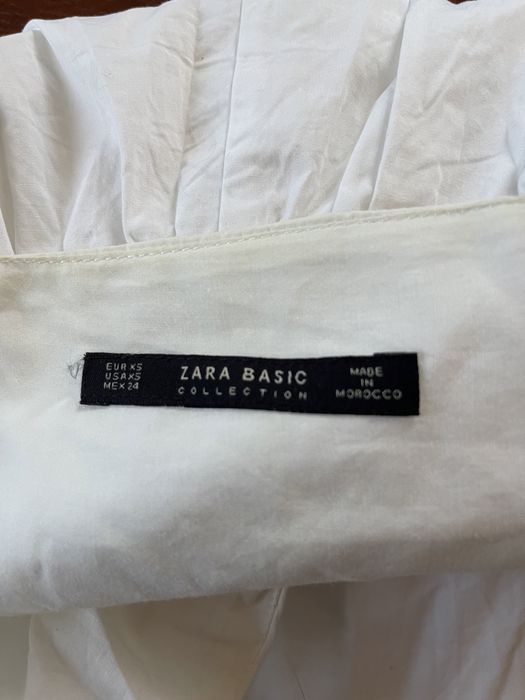 EUR XS
USA XS
MEX 24
ZARA BASIC
COLLECTION
MADE
IN
MOROCCO